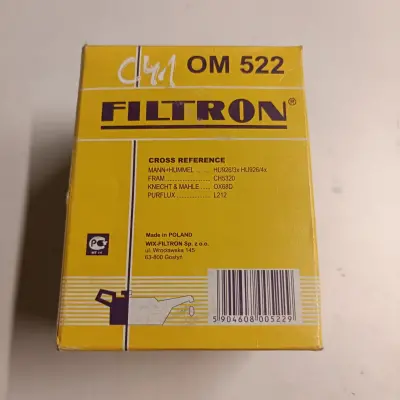 C41 OM 522
FILTRON®
CROSS REFERENCE
MANN+HUMMEL ...... HU926/3x HU926/4x
FRAM .................. CH5320
KNECHT & MAHLE ..... OX68D
PURFLUX .............. L212
Made in POLAND
WIX-FILTRON Sp. z o.o.
ul. Wrocławska 145
63-800 Gostyń
5 904608 005229